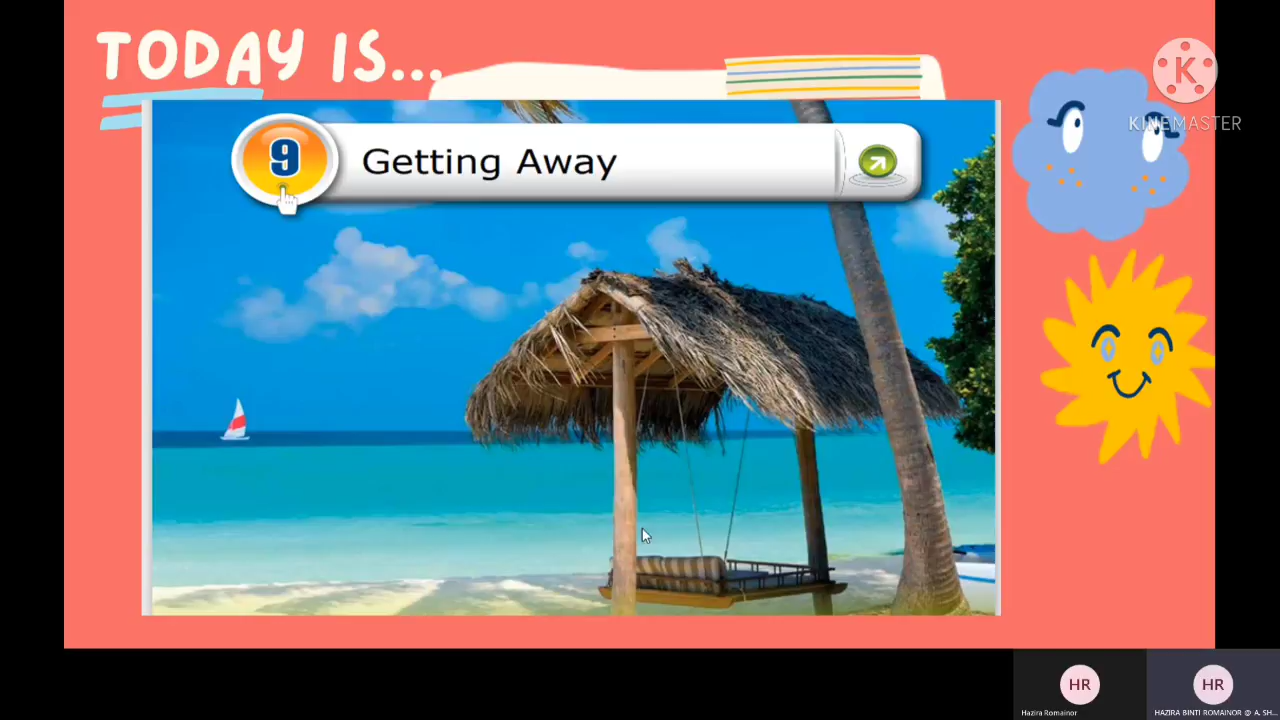 TODAY IS...
K
KINEMASTER
9 Getting Away
HR
HR
Hazira Romainor
HAZIRA BINTI ROMAINOR @ A. SH...